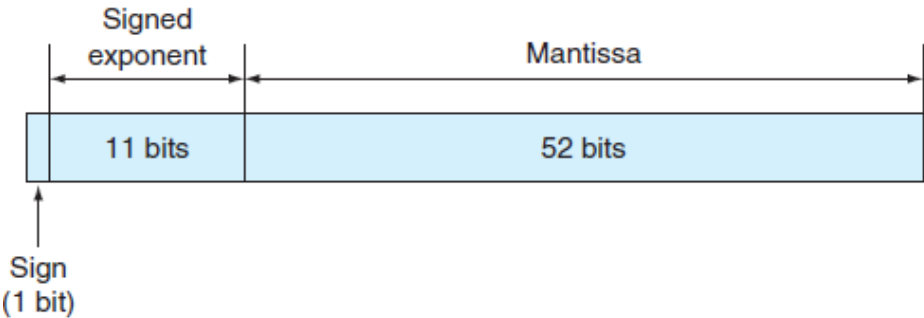 Signed
exponent
Mantissa
11 bits
52 bits
Sign
(1 bit)